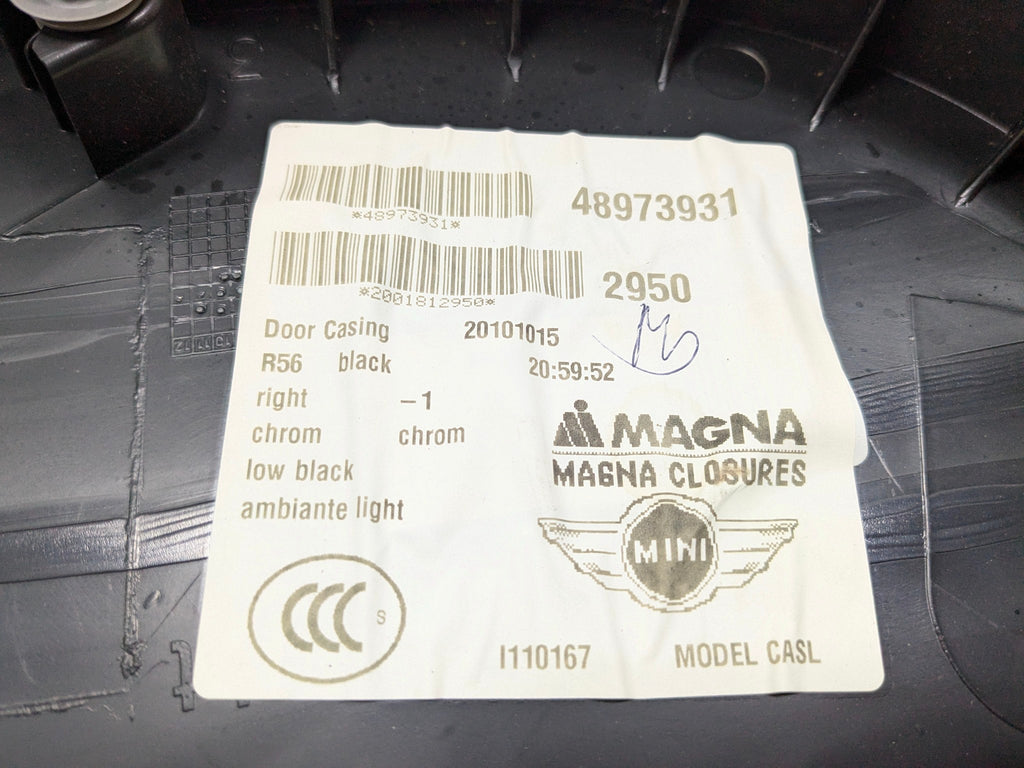 48973931
*48973931*
2950
*2001812950*
Door Casing 20101015
R56 black 20:59:52
right -1
chrom chrom
low black
ambiante light
MAGNA
MAGNA CLOSURES
MINI
CCC S
I110167 MODEL CASL